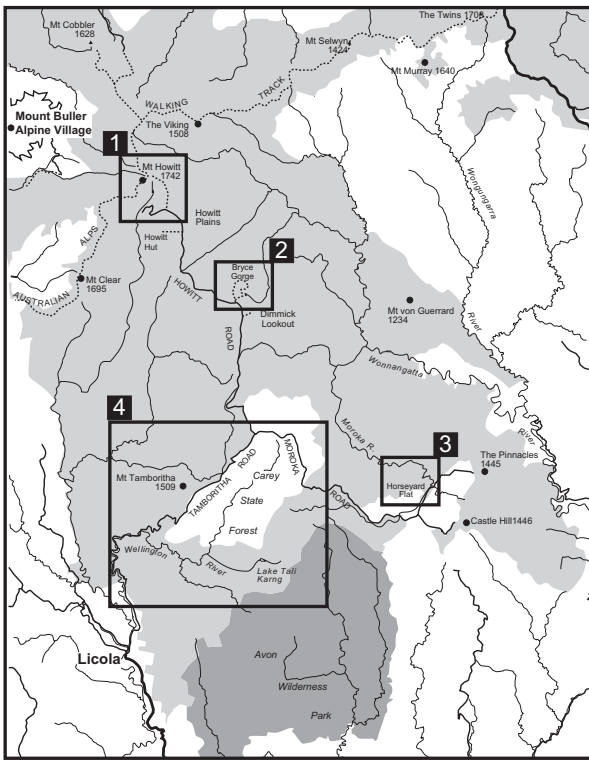 Mt Cobbler
1628
The Twins 1703
Mt Selwyn
1424
Mt Murray 1640
WALKING
TRACK
Mount Buller
Alpine Village
The Viking
1508
1
Mt Howitt
1742
Wongungarra
River
Howitt
Plains
Howitt
Hut
ALPS
AUSTRALIAN
Mt Clear
1695
2
Bryce
Gorge
HOWITT
ROAD
Dimmick
Lookout
Mt von Guerrard
1234
Wonnangatta
River
4
Moroka R.
3
Mt Tamboritha
1509
TAMBORITHA
ROAD
MOROKA
ROAD
Carey
State
Forest
Horseyard
Flat
The Pinnacles
1445
Castle Hill1446
Wellington
River
Lake Tali
Karng
Licola
Avon
Wilderness
Park